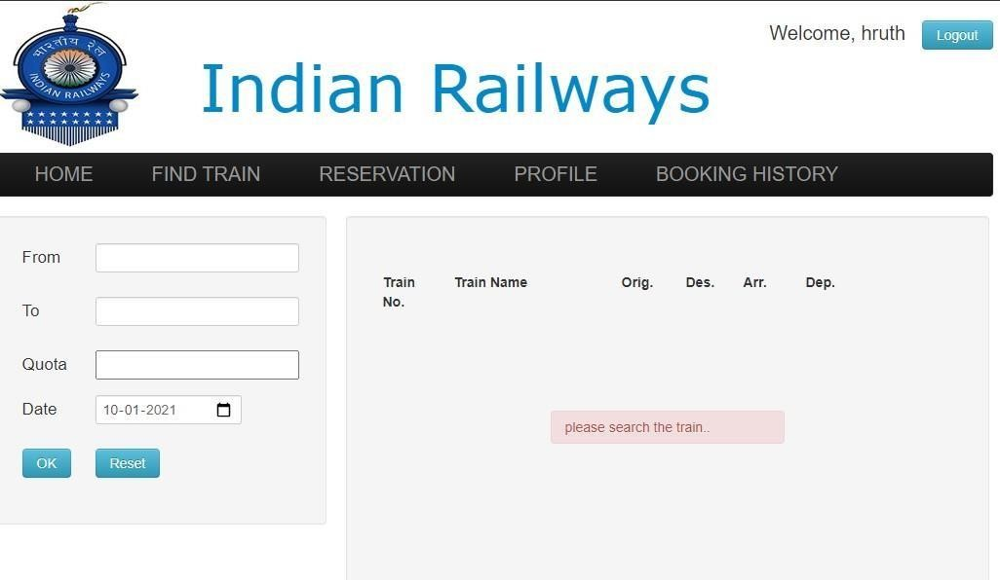 भारतीय रेल
INDIAN RAILWAYS
Welcome, hruth
Logout
Indian Railways
HOME FIND TRAIN RESERVATION PROFILE BOOKING HISTORY
From
To
Quota
Date 10-01-2021
OK Reset
Train No. Train Name Orig. Des. Arr. Dep.
please search the train..